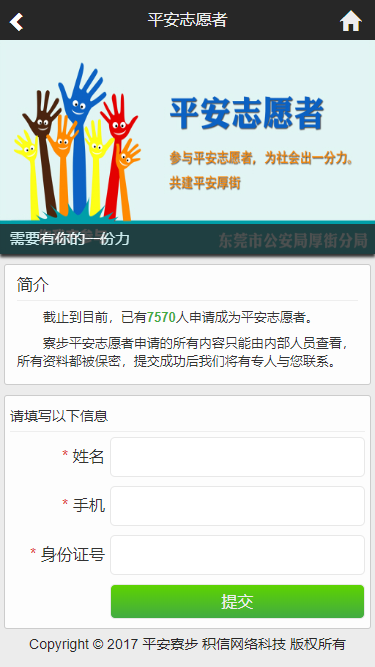 平安志愿者
平安志愿者
参与平安志愿者，为社会出一分力。
共建平安厚街
需要有你的一份力
东莞市公安局厚街分局
简介
截止到目前，已有7570人申请成为平安志愿者。
寮步平安志愿者申请的所有内容只能由内部人员查看，
所有资料都被保密，提交成功后我们将有专人与您联系。
请填写以下信息
* 姓名
* 手机
* 身份证号
提交
Copyright © 2017 平安寮步 积信网络科技 版权所有